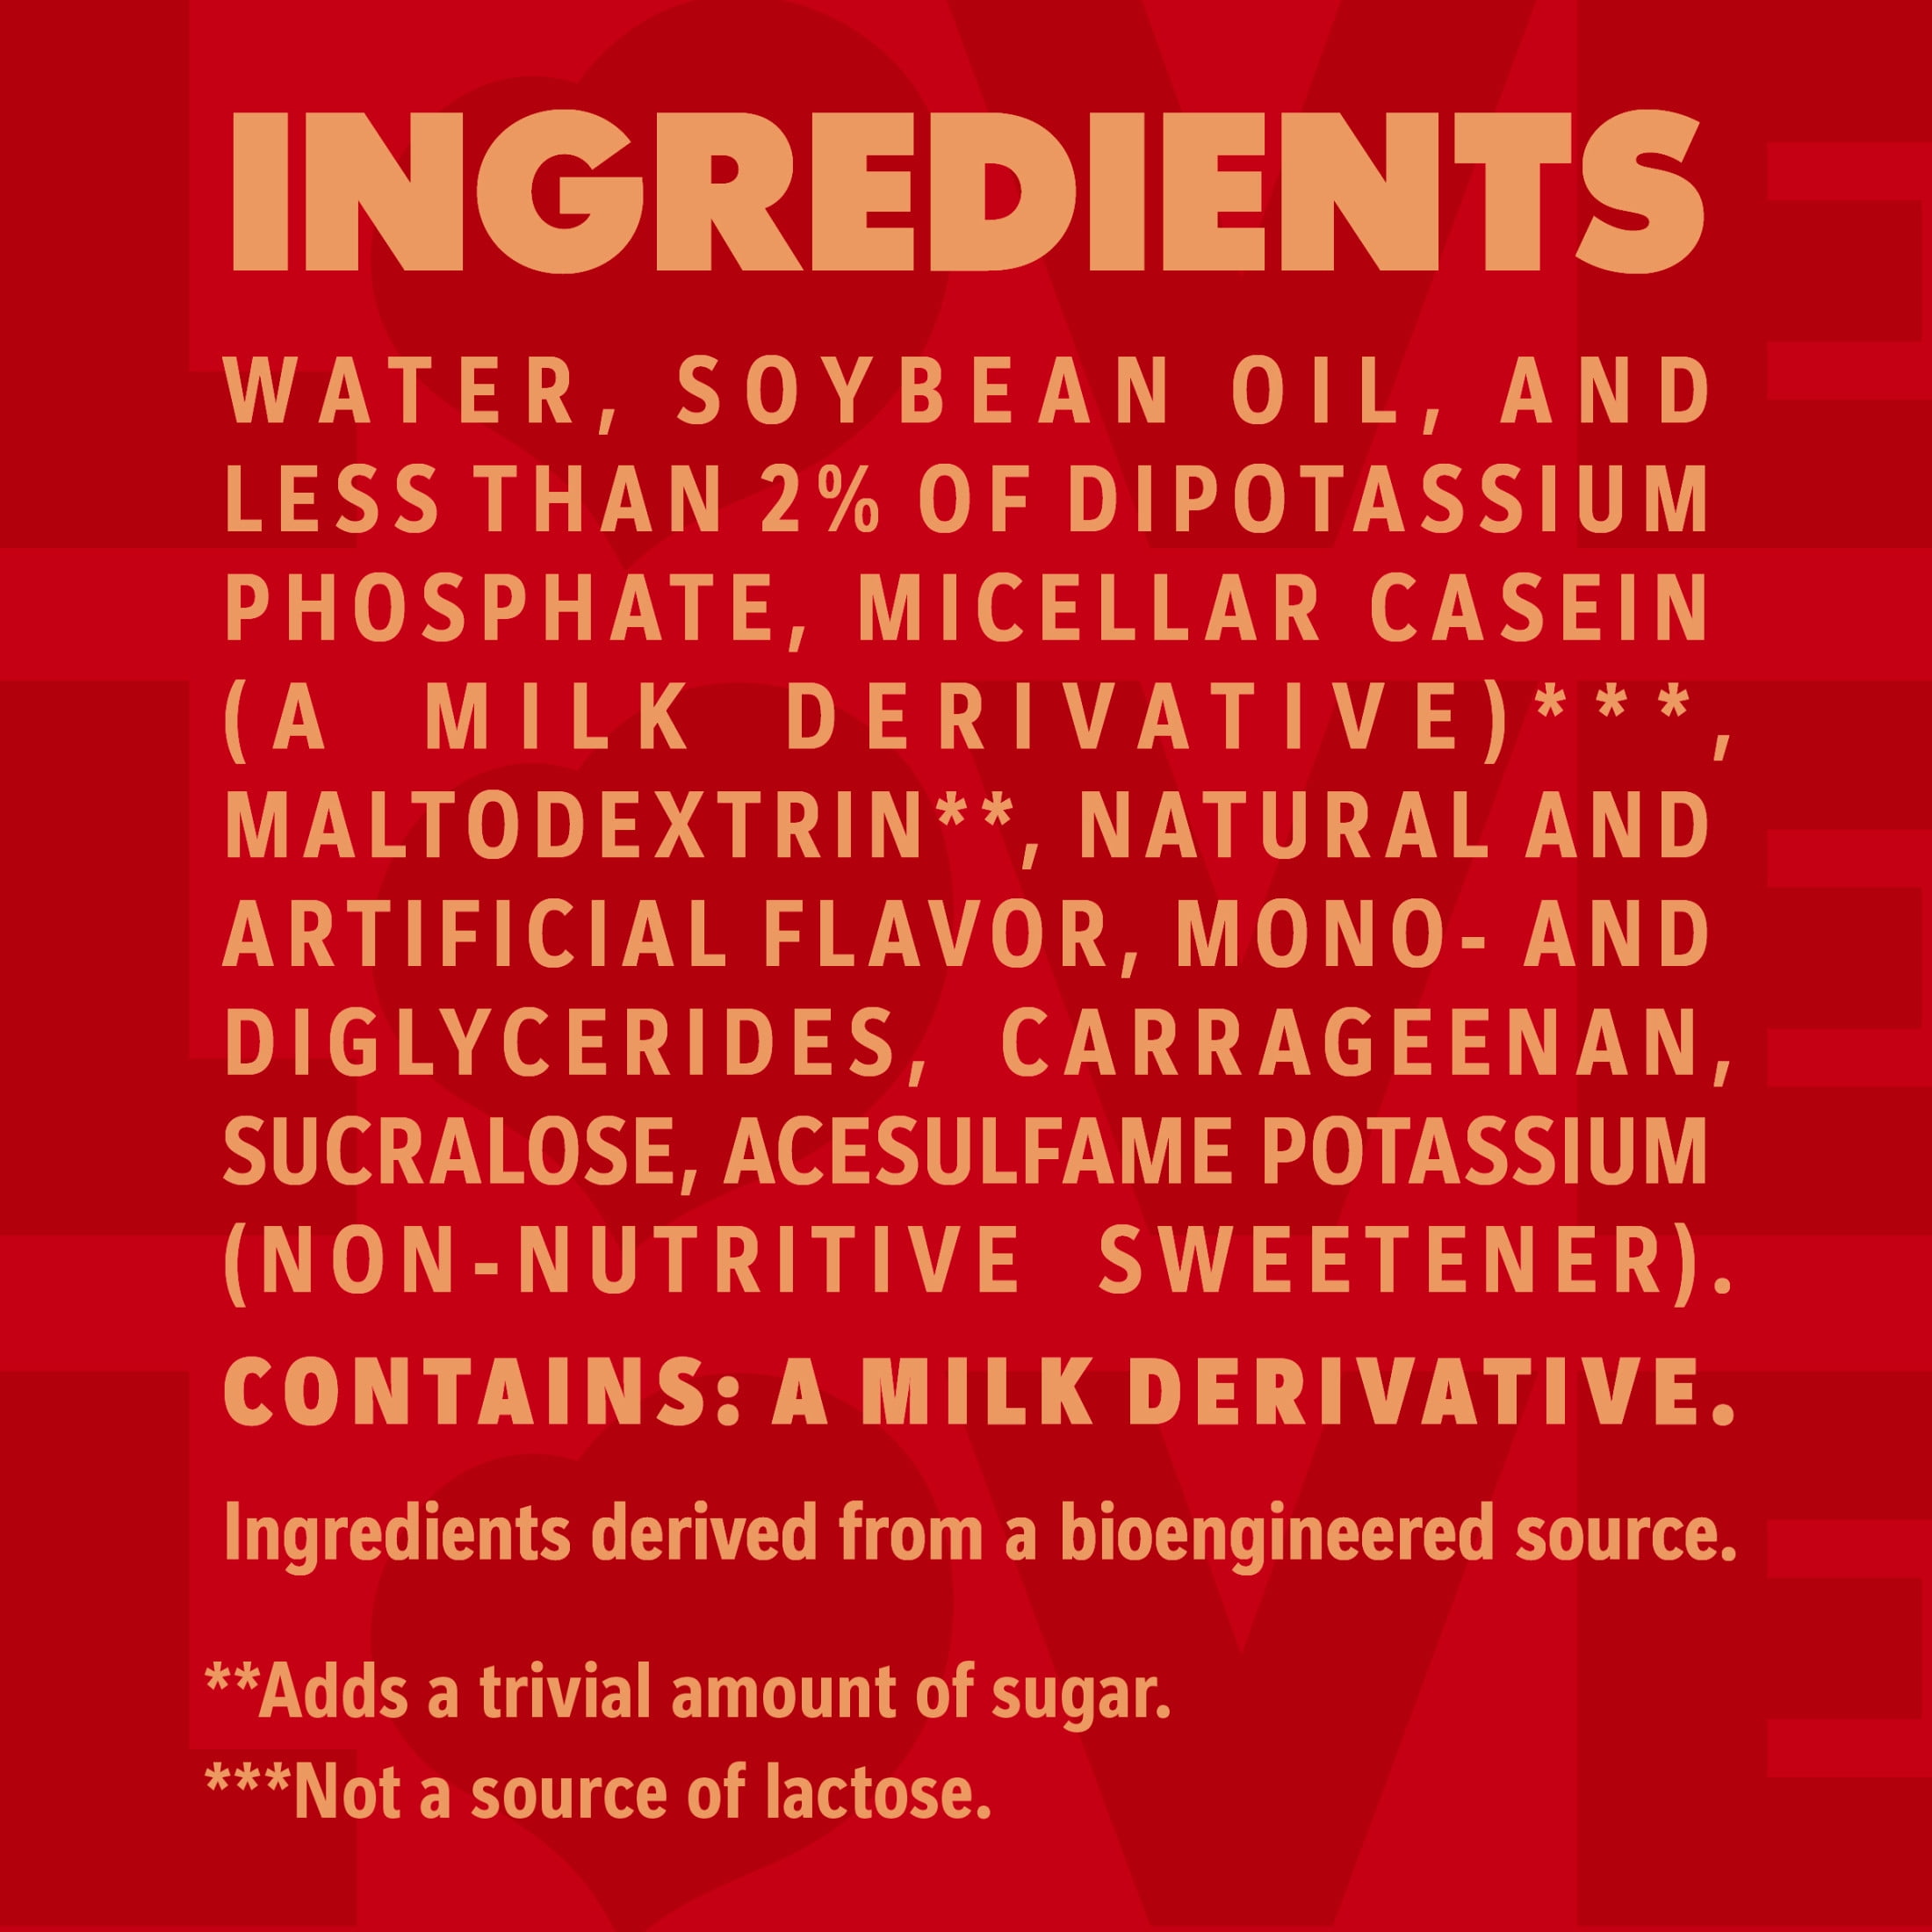 INGREDIENTS
WATER, SOYBEAN OIL, AND
LESS THAN 2% OF DIPOTASSIUM
PHOSPHATE, MICELLAR CASEIN
(A MILK DERIVATIVE)***,
MALTODEXTRIN**, NATURAL AND
ARTIFICIAL FLAVOR, MONO- AND
DIGLYCERIDES, CARRAGEENAN,
SUCRALOSE, ACESULFAME POTASSIUM
(NON-NUTRITIVE SWEETENER).
CONTAINS: A MILK DERIVATIVE.
Ingredients derived from a bioengineered source.
**Adds a trivial amount of sugar.
***Not a source of lactose.